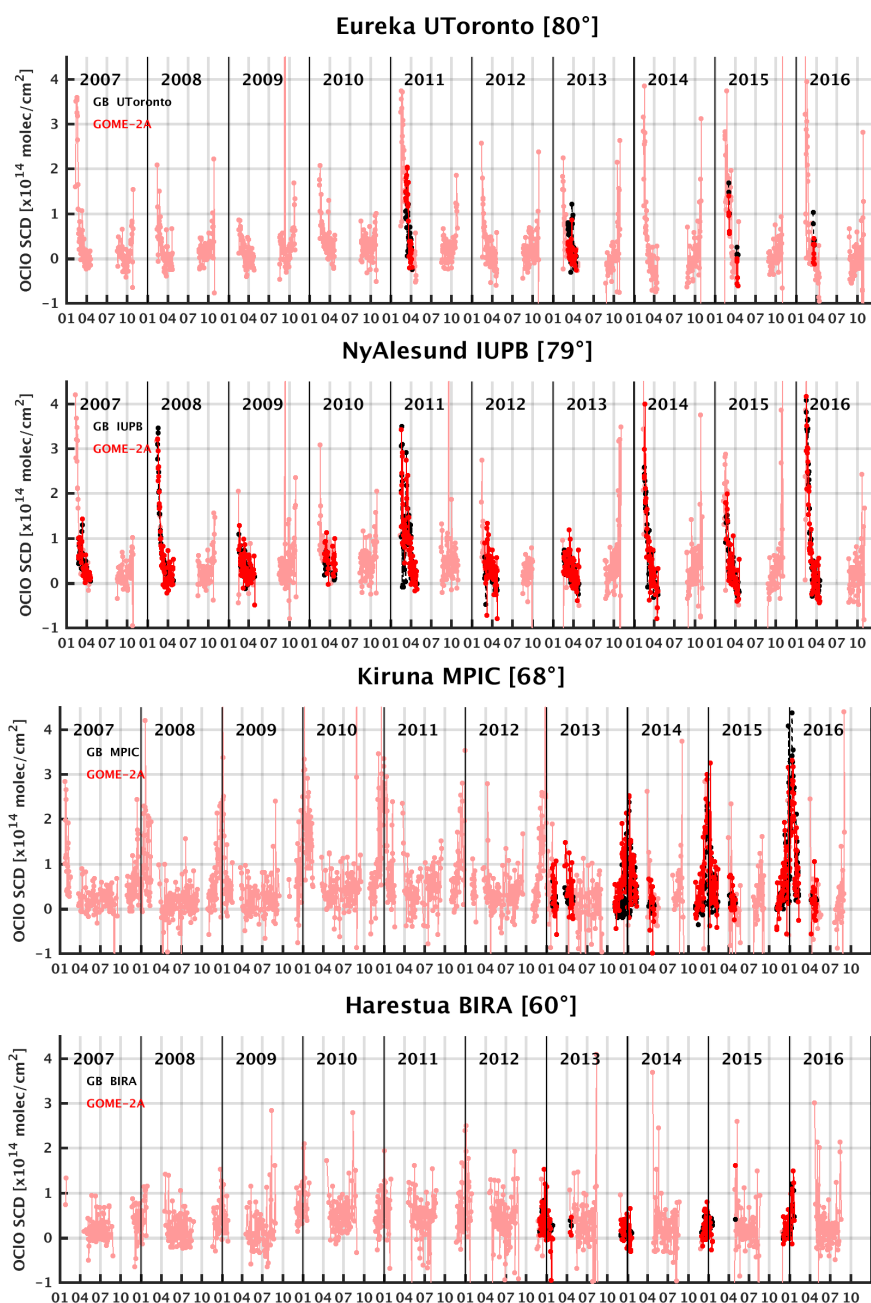 Eureka UToronto [80°]
OClO SCD [x10^14 molec/cm^2]
4
3
2
1
0
-1
2007 2008 2009 2010 2011 2012 2013 2014 2015 2016
GB UToronto
GOME-2A
01 04 07 10 01 04 07 10 01 04 07 10 01 04 07 10 01 04 07 10 01 04 07 10 01 04 07 10 01 04 07 10 01 04 07 10 01 04 07 10
NyAlesund IUPB [79°]
OClO SCD [x10^14 molec/cm^2]
4
3
2
1
0
-1
2007 2008 2009 2010 2011 2012 2013 2014 2015 2016
GB IUPB
GOME-2A
01 04 07 10 01 04 07 10 01 04 07 10 01 04 07 10 01 04 07 10 01 04 07 10 01 04 07 10 01 04 07 10 01 04 07 10 01 04 07 10
Kiruna MPIC [68°]
OClO SCD [x10^14 molec/cm^2]
4
3
2
1
0
-1
2007 2008 2009 2010 2011 2012 2013 2014 2015 2016
GB MPIC
GOME-2A
01 04 07 10 01 04 07 10 01 04 07 10 01 04 07 10 01 04 07 10 01 04 07 10 01 04 07 10 01 04 07 10 01 04 07 10 01 04 07 10
Harestua BIRA [60°]
OClO SCD [x10^14 molec/cm^2]
4
3
2
1
0
-1
2007 2008 2009 2010 2011 2012 2013 2014 2015 2016
GB BIRA
GOME-2A
01 04 07 10 01 04 07 10 01 04 07 10 01 04 07 10 01 04 07 10 01 04 07 10 01 04 07 10 01 04 07 10 01 04 07 10 01 04 07 10